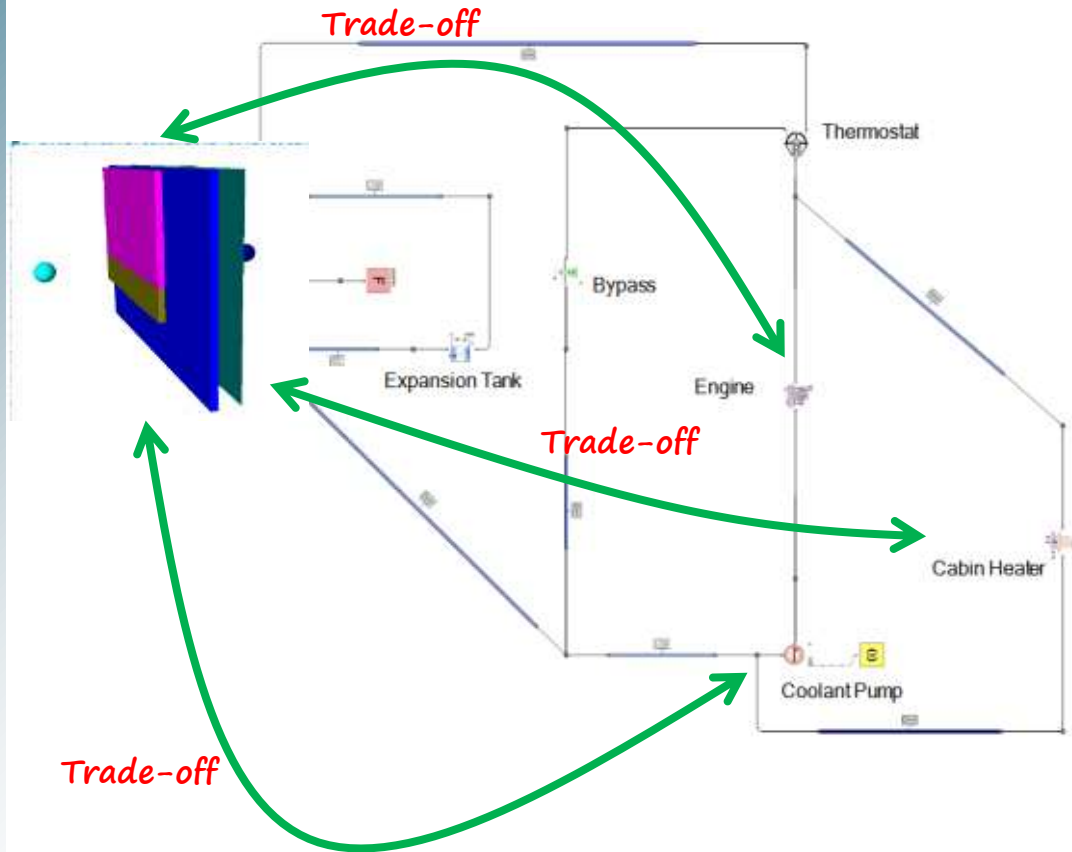 Trade-off
Thermostat
Bypass
Expansion Tank
Engine
F
Trade-off
Cabin Heater
Coolant Pump
Trade-off